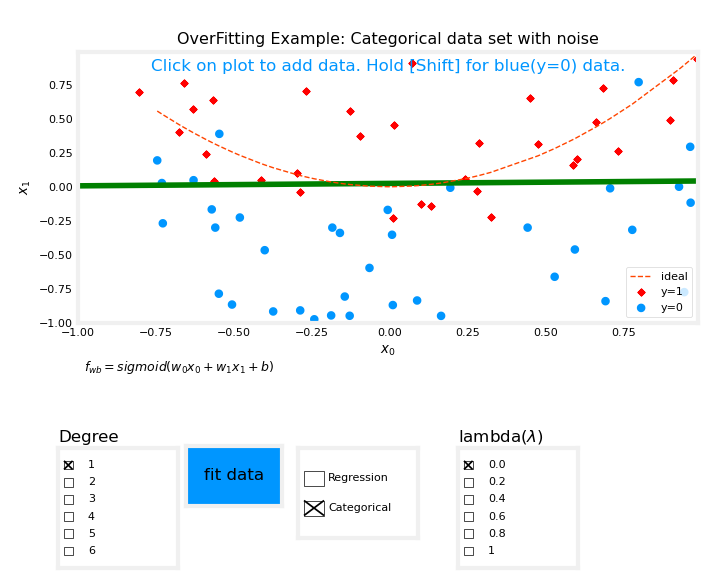 OverFitting Example: Categorical data set with noise
Click on plot to add data. Hold [Shift] for blue(y=0) data.
0.75
0.50
0.25
0.00
−0.25
−0.50
−0.75
−1.00
x₁
ideal
y=1
y=0
−1.00 −0.75 −0.50 −0.25 0.00 0.25 0.50 0.75
x₀
f_wb = sigmoid(w₀x₀ + w₁x₁ + b)
Degree
1
2
3
4
5
6
fit data
Regression
Categorical
lambda(λ)
0.0
0.2
0.4
0.6
0.8
1